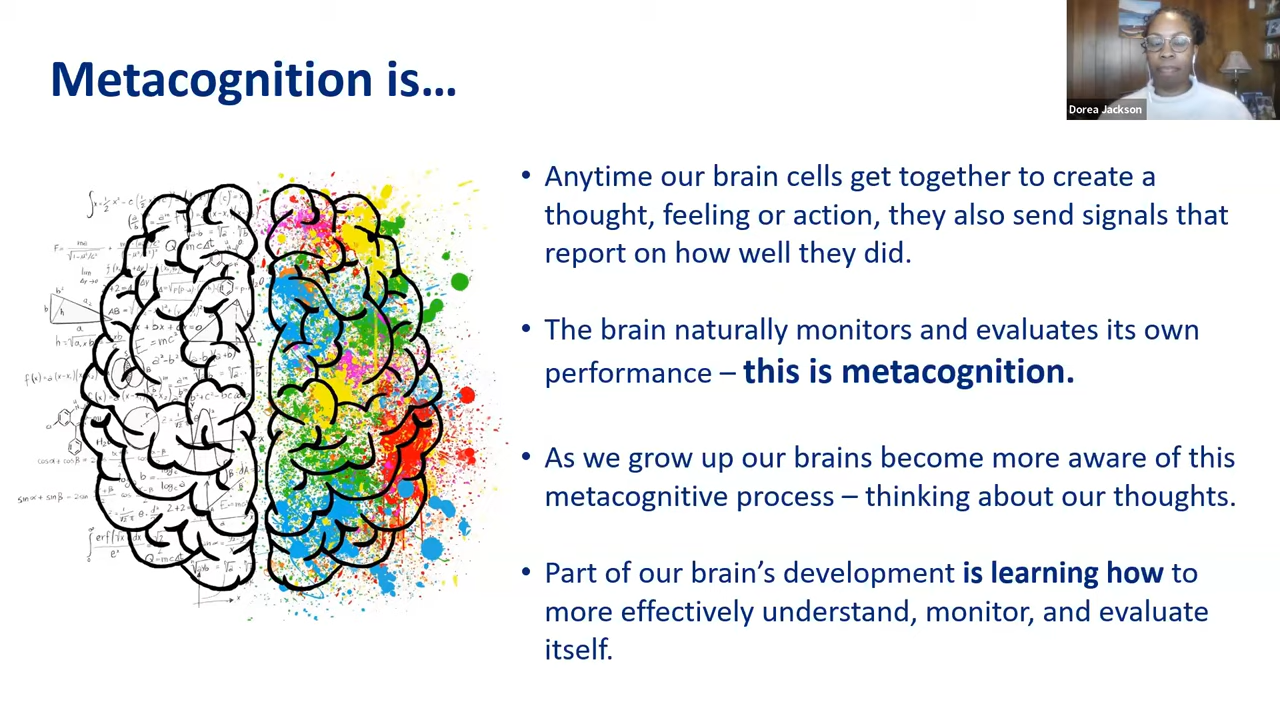 Metacognition is…
Dorea Jackson
• Anytime our brain cells get together to create a
thought, feeling or action, they also send signals that
report on how well they did.
• The brain naturally monitors and evaluates its own
performance – this is metacognition.
• As we grow up our brains become more aware of this
metacognitive process – thinking about our thoughts.
• Part of our brain’s development is learning how to
more effectively understand, monitor, and evaluate
itself.